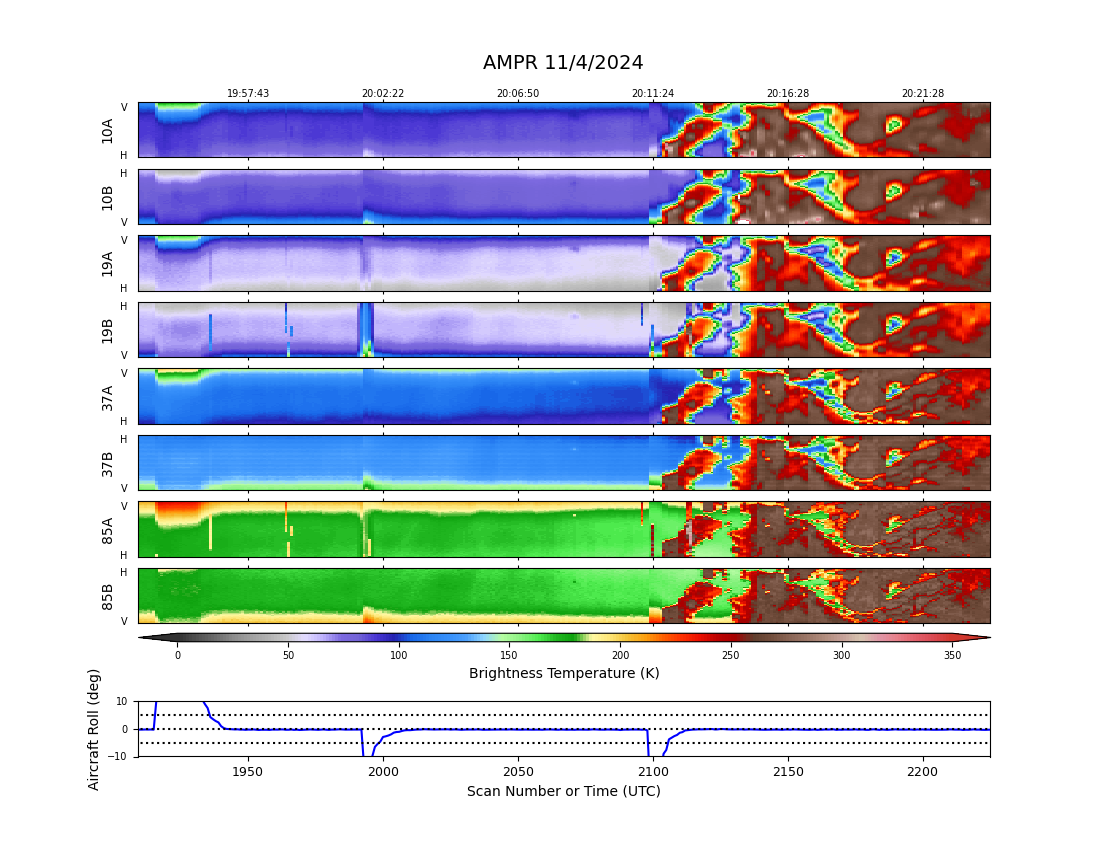 AMPR 11/4/2024
19:57:43 20:02:22 20:06:50 20:11:24 20:16:28 20:21:28
V
10A
H
H
10B
V
V
19A
H
H
19B
V
V
37A
H
H
37B
V
V
85A
H
H
85B
V
0 50 100 150 200 250 300 350
Brightness Temperature (K)
Aircraft Roll (deg)
10
0
−10
1950 2000 2050 2100 2150 2200
Scan Number or Time (UTC)